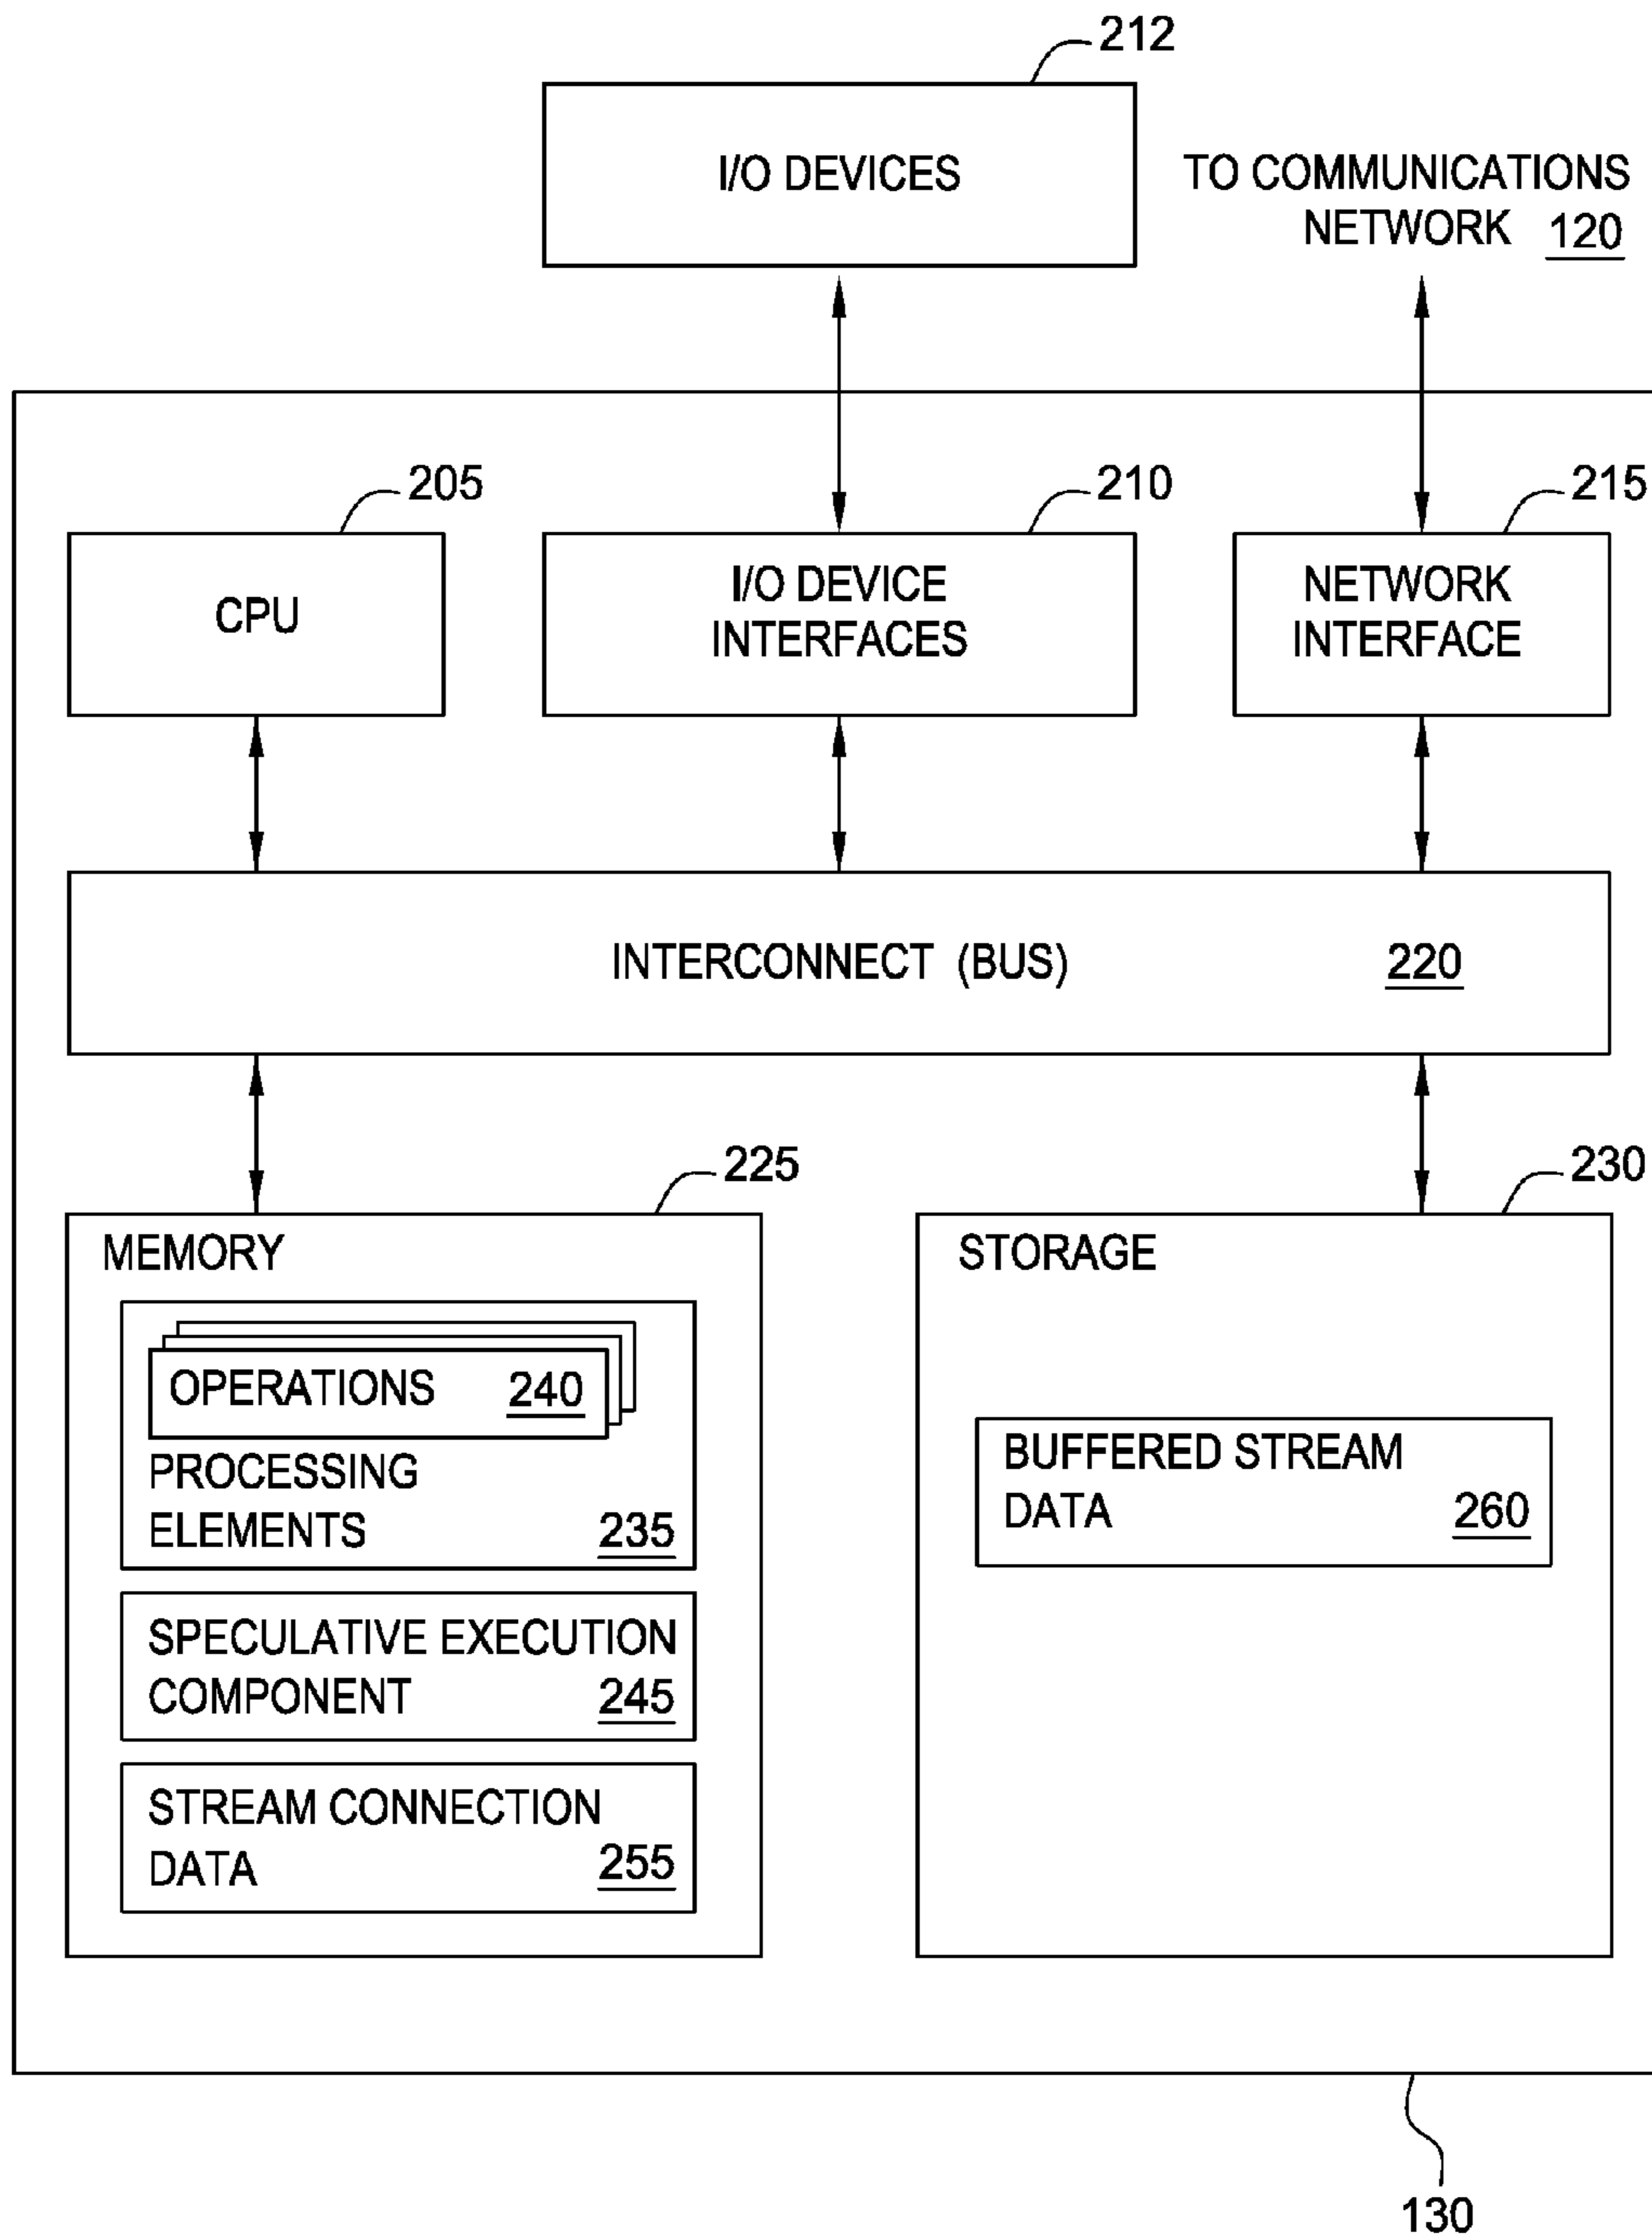 212
I/O DEVICES
TO COMMUNICATIONS
NETWORK 120
205
210
215
CPU
I/O DEVICE
INTERFACES
NETWORK
INTERFACE
INTERCONNECT (BUS) 220
225
230
MEMORY
OPERATIONS 240
PROCESSING
ELEMENTS 235
SPECULATIVE EXECUTION
COMPONENT 245
STREAM CONNECTION
DATA 255
STORAGE
BUFFERED STREAM
DATA 260
130